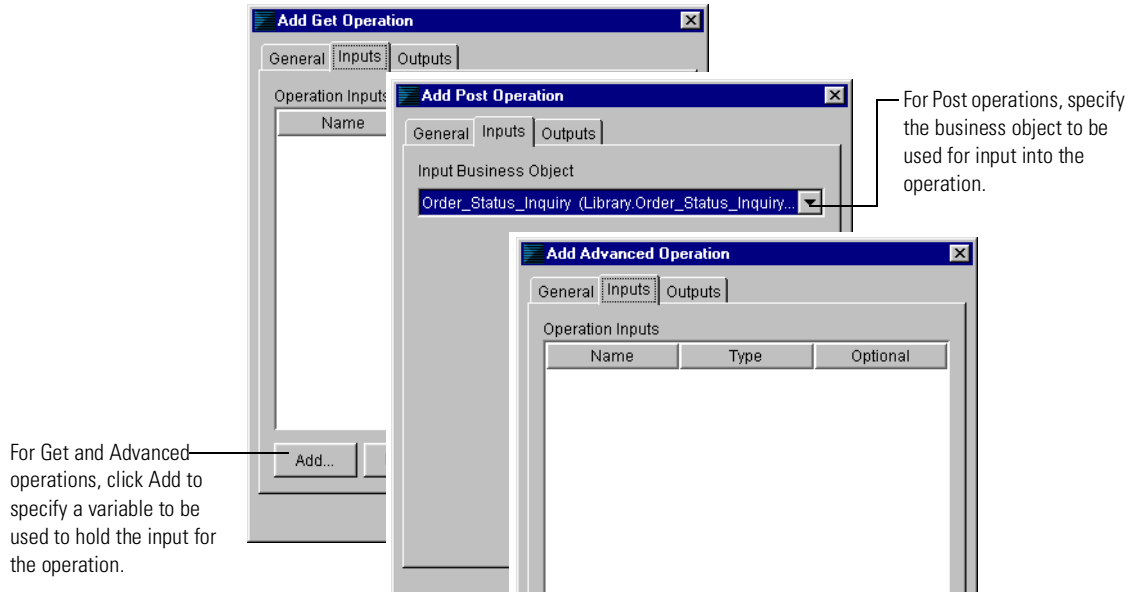 Add Get Operation
General Inputs Outputs
Operation Inputs
Name
Add...
Add Post Operation
General Inputs Outputs
Input Business Object
Order_Status_Inquiry (Library.Order_Status_Inquiry...
Add Advanced Operation
General Inputs Outputs
Operation Inputs
Name Type Optional
For Post operations, specify
the business object to be
used for input into the
operation.
For Get and Advanced
operations, click Add to
specify a variable to be
used to hold the input for
the operation.